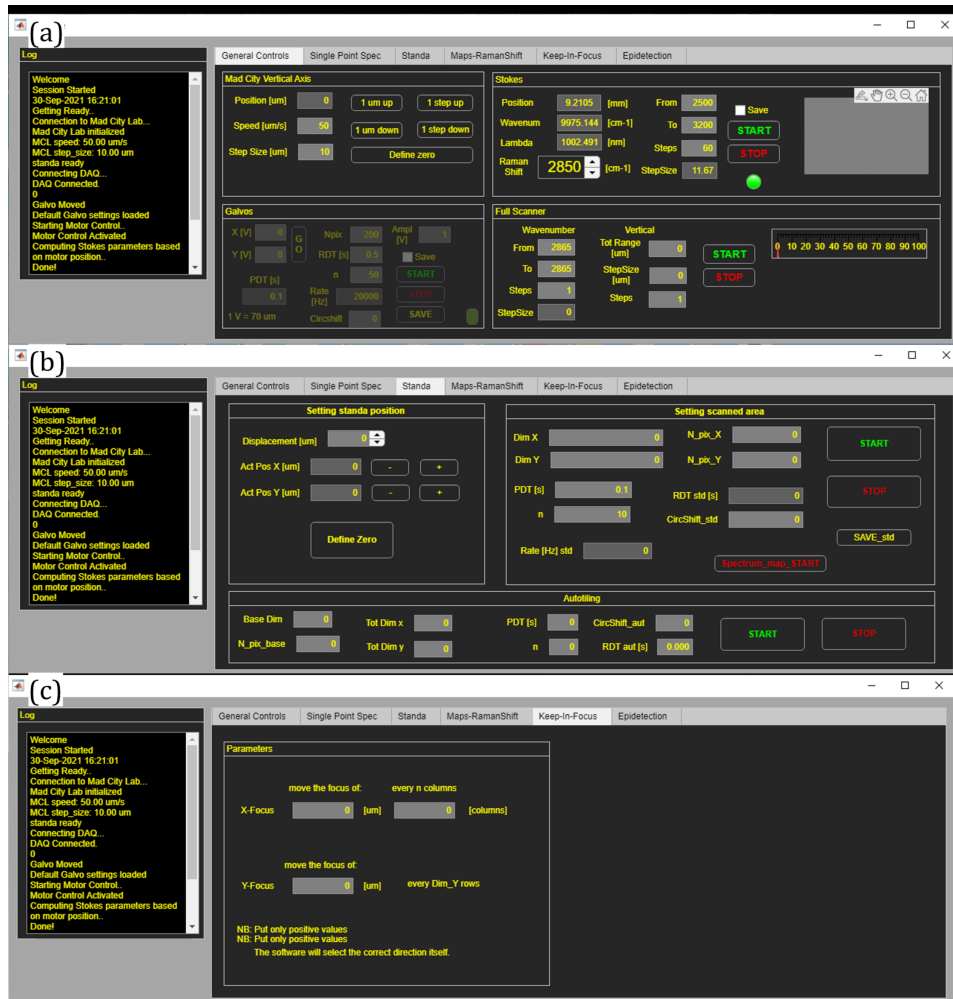 (a)
Log
Welcome
Session Started
30-Sep-2021 16:21:01
Getting Ready..
Connection to Mad City Lab...
Mad City Lab initialized
MCL speed: 50.00 um/s
MCL step_size: 10.00 um
standa ready
Connecting DAQ...
DAQ Connected.
0
Galvo Moved
Default Galvo settings loaded
Starting Motor Control..
Motor Control Activated
Computing Stokes parameters based
on motor position..
Done!
General Controls Single Point Spec Standa Maps-RamanShift Keep-In-Focus Epidetection
Mad City Vertical Axis
Position [um] 0 1 um up 1 step up
Speed [um/s] 50 1 um down 1 step down
Step Size [um] 10 Define zero
Stokes
Position 9.2105 [mm] From 2500 Save
Wavenum 9975.144 [cm-1] To 3200 START
Lambda 1002.491 [nm] Steps 60 STOP
Raman Shift 2850 [cm-1] StepSize 11.67
Galvos
X [V] 0 GO Npix 200 Ampl [V] 1
Y [V] 0 RDT [s] 0.5 Save
PDT [s] n 50 START
0.1 Rate [Hz] 20000 STOP
1 V = 70 um Circshift 0 SAVE
Full Scanner
Wavenumber Vertical
From 2865 Tot Range [um] 0 START
To 2865 StepSize [um] 0 STOP
Steps 1 Steps 1
StepSize 0
0 10 20 30 40 50 60 70 80 90 100
(b)
Log
Welcome
Session Started
30-Sep-2021 16:21:01
Getting Ready..
Connection to Mad City Lab...
Mad City Lab initialized
MCL speed: 50.00 um/s
MCL step_size: 10.00 um
standa ready
Connecting DAQ...
DAQ Connected.
0
Galvo Moved
Default Galvo settings loaded
Starting Motor Control..
Motor Control Activated
Computing Stokes parameters based
on motor position..
Done!
General Controls Single Point Spec Standa Maps-RamanShift Keep-In-Focus Epidetection
Setting standa position
Displacement [um] 0
Act Pos X [um] 0 - +
Act Pos Y [um] 0 - +
Define Zero
Setting scanned area
Dim X 0 N_pix_X 0 START
Dim Y 0 N_pix_Y 0
PDT [s] 0.1 RDT std [s] 0 STOP
n 10 CircShift_std 0
SAVE_std
Rate [Hz] std 0 Spectrum_map_START
Autotiling
Base Dim 0 Tot Dim x 0 PDT [s] 0 CircShift_aut 0 START STOP
N_pix_base 0 Tot Dim y 0 n 0 RDT aut [s] 0.000
(c)
Log
Welcome
Session Started
30-Sep-2021 16:21:01
Getting Ready..
Connection to Mad City Lab...
Mad City Lab initialized
MCL speed: 50.00 um/s
MCL step_size: 10.00 um
standa ready
Connecting DAQ...
DAQ Connected.
0
Galvo Moved
Default Galvo settings loaded
Starting Motor Control..
Motor Control Activated
Computing Stokes parameters based
on motor position..
Done!
General Controls Single Point Spec Standa Maps-RamanShift Keep-In-Focus Epidetection
Parameters
move the focus of: every n columns
X-Focus 0 [um] 0 [columns]
move the focus of:
Y-Focus 0 [um] every Dim_Y rows
NB: Put only positive values
NB: Put only positive values
The software will select the correct direction itself.